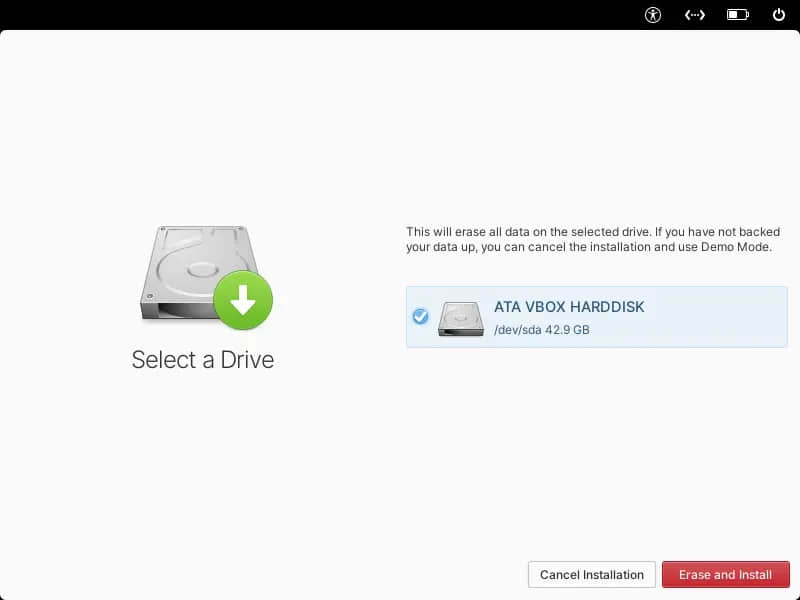 This will erase all data on the selected drive. If you have not backed
your data up, you can cancel the installation and use Demo Mode.
ATA VBOX HARDDISK
/dev/sda 42.9 GB
Select a Drive
Cancel Installation
Erase and Install